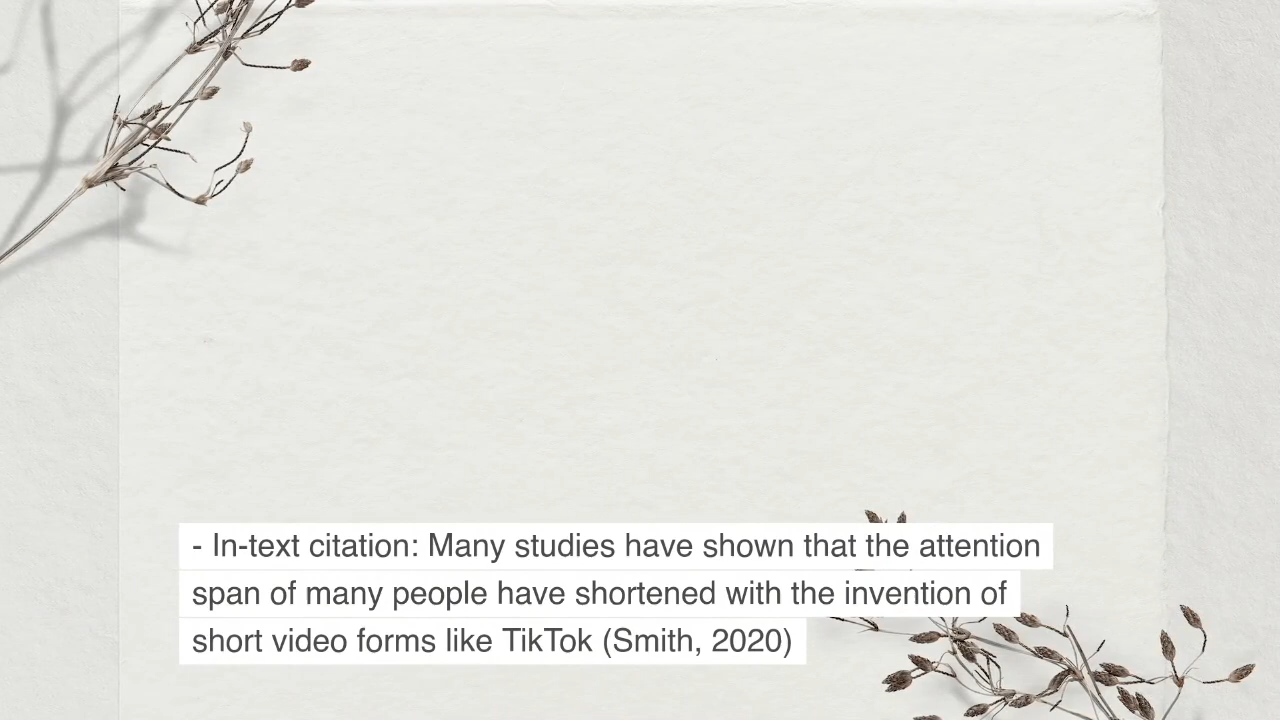 - In-text citation: Many studies have shown that the attention
span of many people have shortened with the invention of
short video forms like TikTok (Smith, 2020)